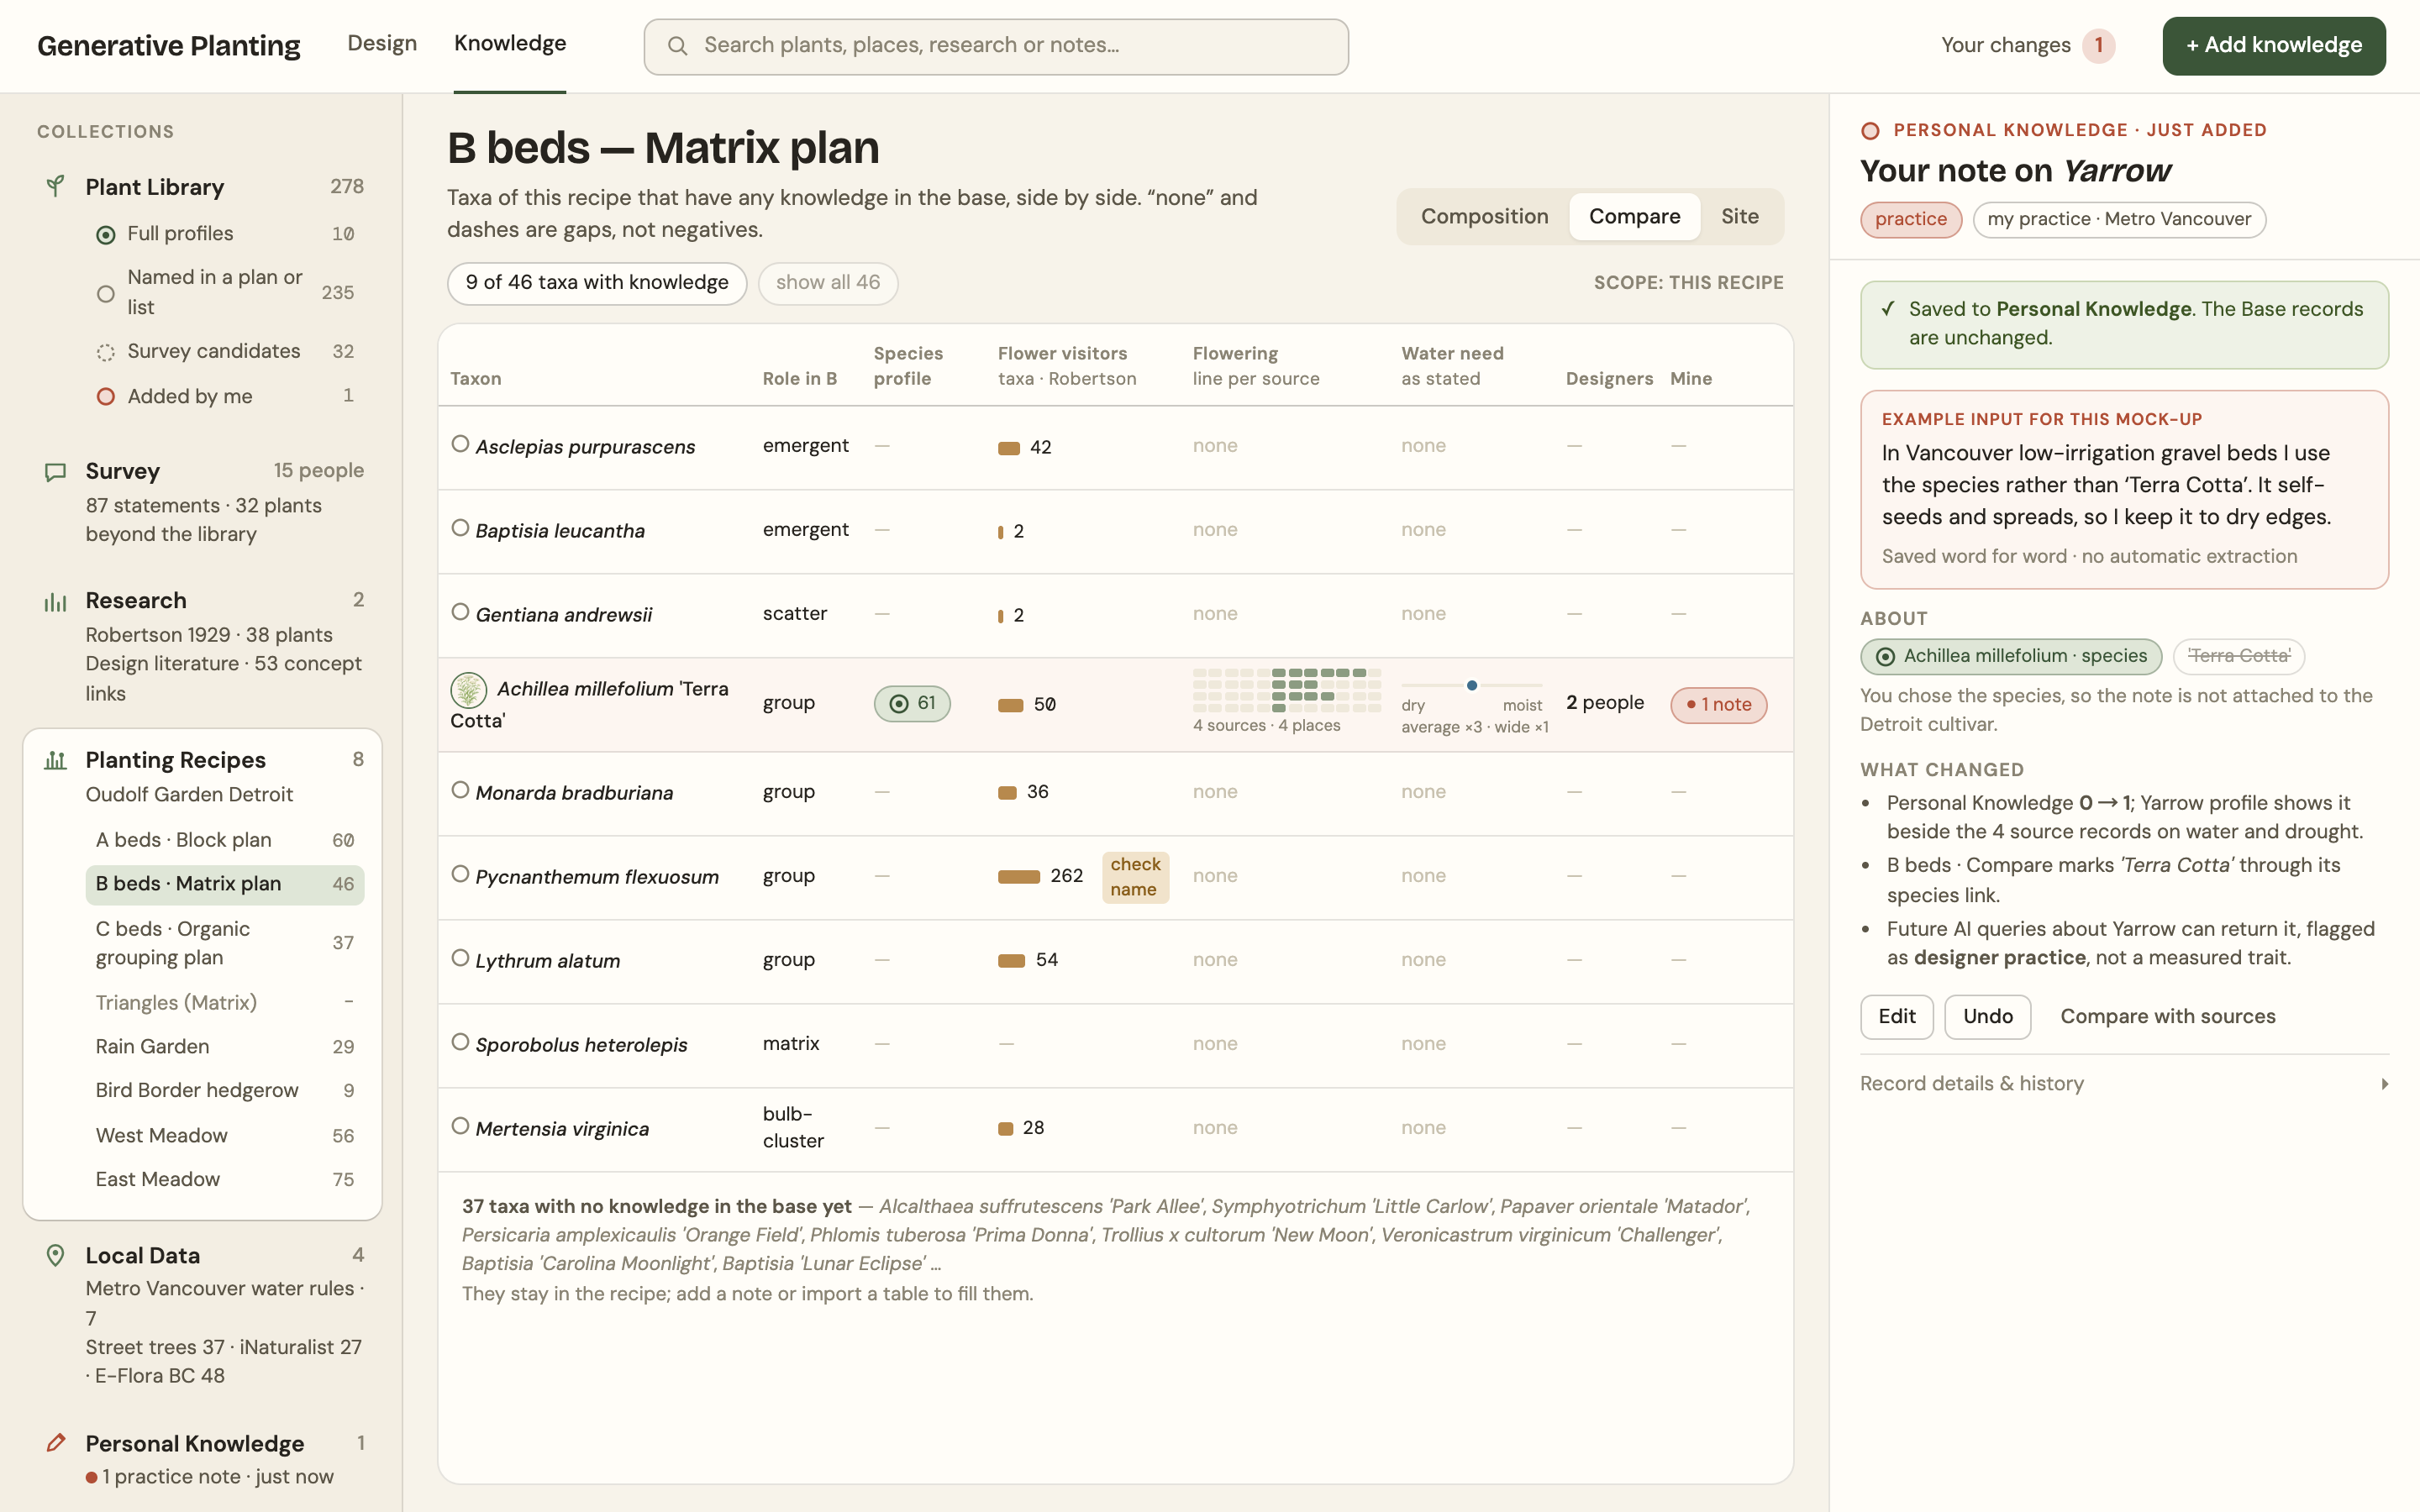 Generative Planting
Design
Knowledge
Search plants, places, research or notes...
Your changes 1
+ Add knowledge
COLLECTIONS
Plant Library 278
Full profiles 10
Named in a plan or
list 235
Survey candidates 32
Added by me 1
Survey 15 people
87 statements · 32 plants
beyond the library
Research 2
Robertson 1929 · 38 plants
Design literature · 53 concept
links
Planting Recipes 8
Oudolf Garden Detroit
A beds · Block plan 60
B beds · Matrix plan 46
C beds · Organic
grouping plan 37
Triangles (Matrix) –
Rain Garden 29
Bird Border hedgerow 9
West Meadow 56
East Meadow 75
Local Data 4
Metro Vancouver water rules ·
7
Street trees 37 · iNaturalist 27
· E-Flora BC 48
Personal Knowledge 1
1 practice note · just now
B beds — Matrix plan
Taxa of this recipe that have any knowledge in the base, side by side. “none” and
dashes are gaps, not negatives.
Composition Compare Site
9 of 46 taxa with knowledge
show all 46
SCOPE: THIS RECIPE
Species Flower visitors Flowering Water need
Taxon Role in B profile taxa · Robertson line per source as stated Designers Mine
Asclepias purpurascens emergent — 42 none none — —
Baptisia leucantha emergent — 2 none none — —
Gentiana andrewsii scatter — 2 none none — —
Achillea millefolium 'Terra
Cotta' group 61 50 4 sources · 4 places dry moist
average ×3 · wide ×1 2 people 1 note
Monarda bradburiana group — 36 none none — —
Pycnanthemum flexuosum group — 262 check
name none none — —
Lythrum alatum group — 54 none none — —
Sporobolus heterolepis matrix — — none none — —
Mertensia virginica bulb-
cluster — 28 none none — —
37 taxa with no knowledge in the base yet — Alcalthaea suffrutescens 'Park Allee', Symphyotrichum 'Little Carlow', Papaver orientale 'Matador',
Persicaria amplexicaulis 'Orange Field', Phlomis tuberosa 'Prima Donna', Trollius x cultorum 'New Moon', Veronicastrum virginicum 'Challenger',
Baptisia 'Carolina Moonlight', Baptisia 'Lunar Eclipse' ...
They stay in the recipe; add a note or import a table to fill them.
PERSONAL KNOWLEDGE · JUST ADDED
Your note on Yarrow
practice
my practice · Metro Vancouver
✓ Saved to Personal Knowledge. The Base records
are unchanged.
EXAMPLE INPUT FOR THIS MOCK-UP
In Vancouver low-irrigation gravel beds I use
the species rather than ‘Terra Cotta’. It self-
seeds and spreads, so I keep it to dry edges.
Saved word for word · no automatic extraction
ABOUT
Achillea millefolium · species
'Terra Cotta'
You chose the species, so the note is not attached to the
Detroit cultivar.
WHAT CHANGED
• Personal Knowledge 0 → 1; Yarrow profile shows it
beside the 4 source records on water and drought.
• B beds · Compare marks 'Terra Cotta' through its
species link.
• Future AI queries about Yarrow can return it, flagged
as designer practice, not a measured trait.
Edit
Undo
Compare with sources
Record details & history